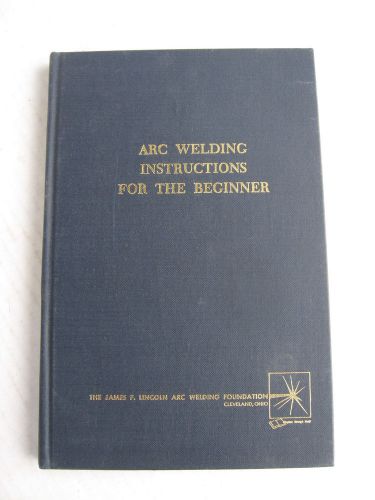 ARC WELDING
INSTRUCTIONS
FOR THE BEGINNER
THE JAMES F. LINCOLN ARC WELDING FOUNDATION
CLEVELAND, OHIO